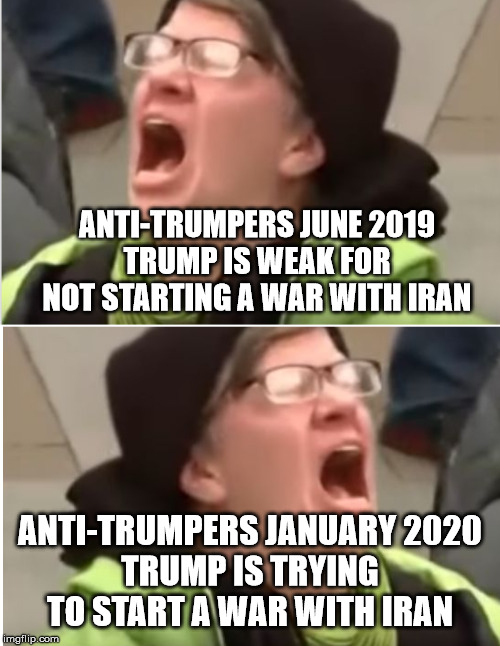 ANTI-TRUMPERS JUNE 2019
TRUMP IS WEAK FOR
NOT STARTING A WAR WITH IRAN
ANTI-TRUMPERS JANUARY 2020
TRUMP IS TRYING
TO START A WAR WITH IRAN
imgflip.com